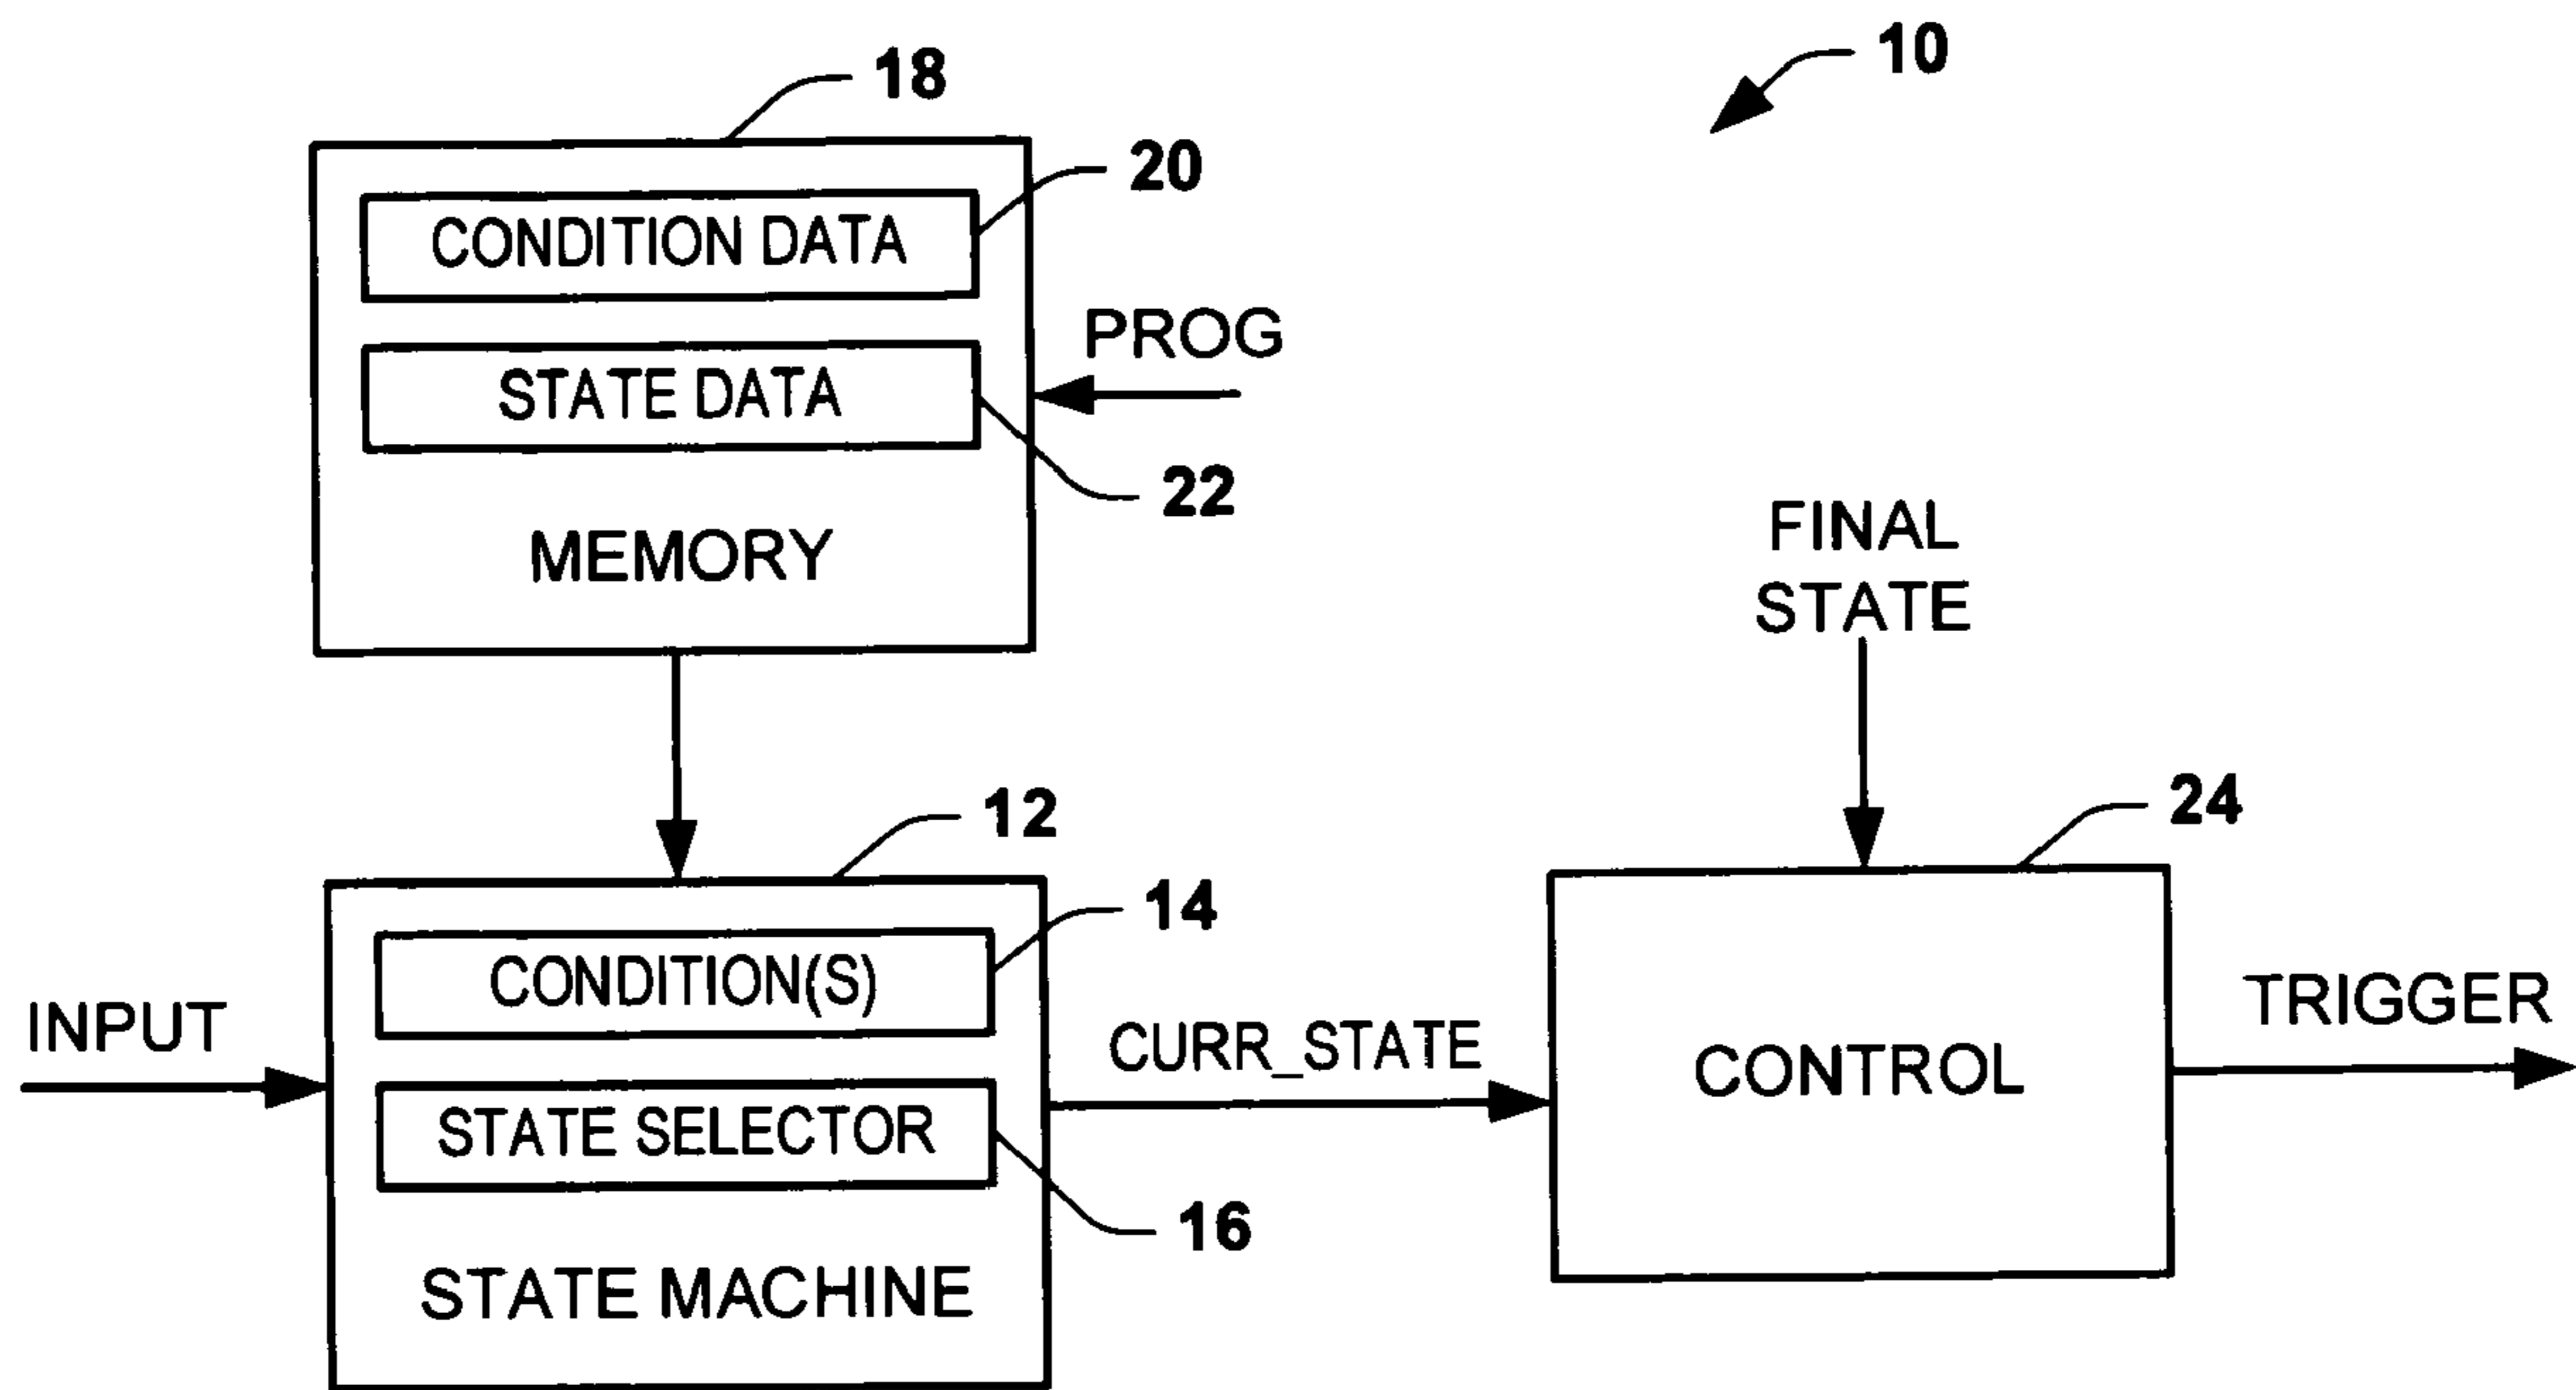 10
18
20
CONDITION DATA
PROG
STATE DATA
22
MEMORY
FINAL
STATE
12
24
14
CONDITION(S)
INPUT
CURR_STATE
CONTROL
TRIGGER
STATE SELECTOR
16
STATE MACHINE